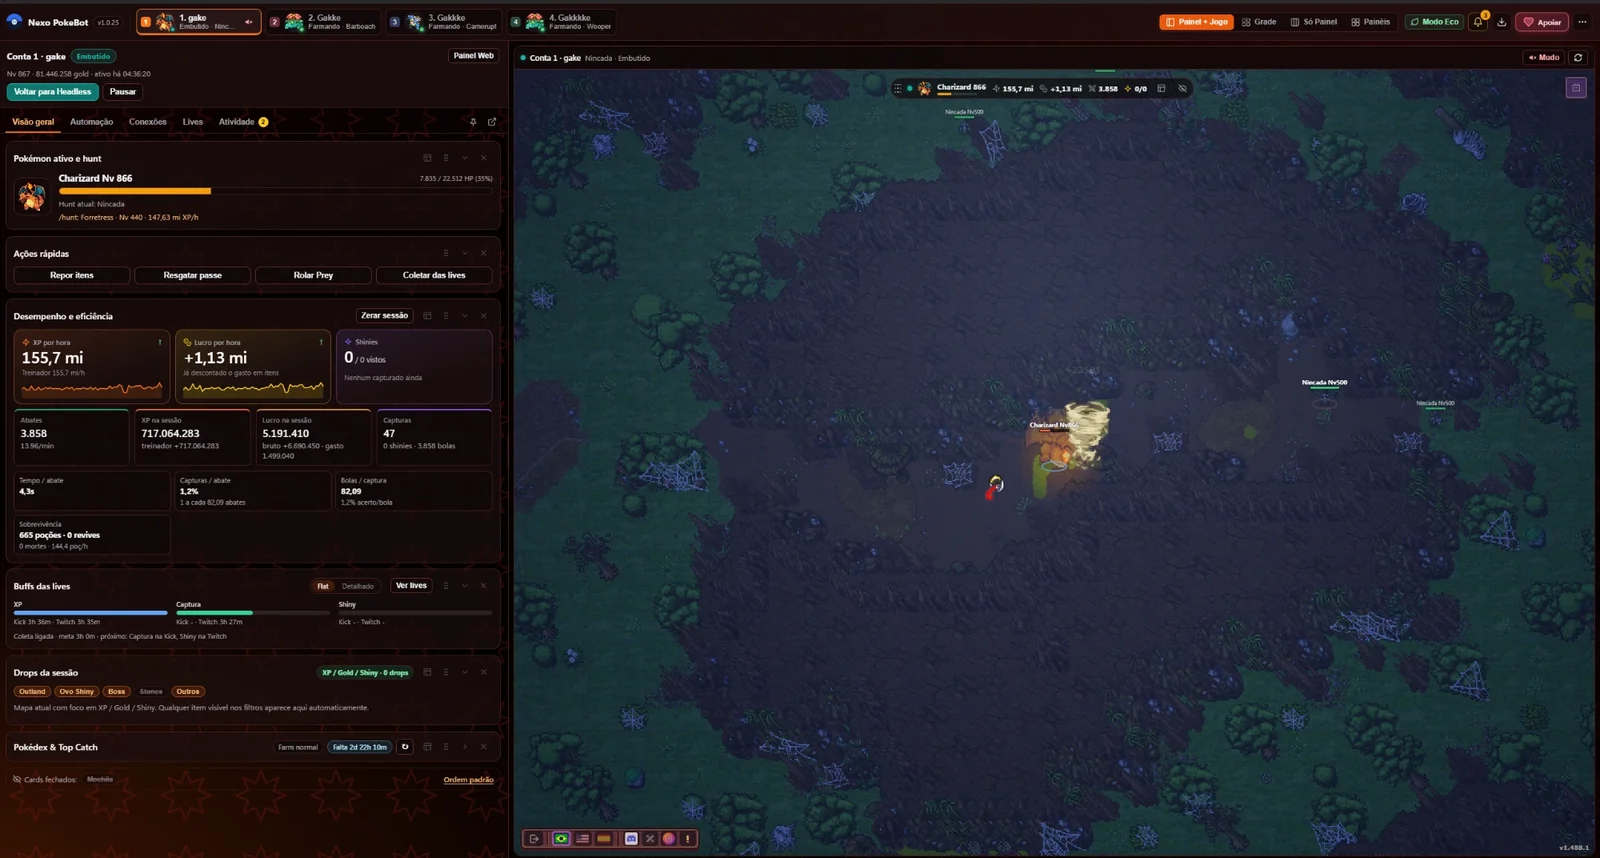 Nexo PokeBot v1.0.25
1 1. gake
Embutido · Ninc...
2 2. Gakke
Farmando · Barboach
3 3. Gakkke
Farmando · Camerupt
4 4. Gakkkke
Farmando · Wooper
Painel + Jogo Grade Só Painel Painéis Modo Eco Apoiar
Conta 1 · gake Embutido Painel Web
Nv 867 · 81.446.258 gold · ativo há 04:36:20
Voltar para Headless Pausar
Visão geral Automação Conexões Lives Atividade 2
Pokémon ativo e hunt
Charizard Nv 866 7.835 / 22.512 HP (35%)
Hunt atual: Nincada
/hunt: Forretress · Nv 440 · 147,63 mi XP/h
Ações rápidas
Repor itens Resgatar passe Rolar Prey Coletar das lives
Desempenho e eficiência Zerar sessão
XP por hora ↑
155,7 mi
Treinador 155,7 mi/h
Lucro por hora ↑
+1,13 mi
Já descontado o gasto em itens
Shinies
0 / 0 vistos
Nenhum capturado ainda
Abates
3.858
13.96/min
XP na sessão
717.064.283
treinador +717.064.283
Lucro na sessão
5.191.410
bruto +6.690.450 · gasto
1.499.040
Capturas
47
0 shinies · 3.858 bolas
Tempo / abate
4,3s
Capturas / abate
1,2%
1 a cada 82,09 abates
Bolas / captura
82,09
1,2% acerto/bola
Sobrevivência
665 poções · 0 revives
0 mortes · 144,4 poç/h
Buffs das lives Flat Detalhado Ver lives
XP
Kick 3h 36m · Twitch 3h 35m
Captura
Kick - · Twitch 3h 27m
Shiny
Kick - · Twitch -
Coleta ligada · meta 3h 0m · próximo: Captura na Kick, Shiny na Twitch
Drops da sessão XP / Gold / Shiny · 0 drops
Outland Ovo Shiny Boss Stones Outros
Mapa atual com foco em XP / Gold / Shiny. Qualquer item visível nos filtros aparece aqui automaticamente.
Pokédex & Top Catch Farm normal Falta 2d 22h 10m
Cards fechados: Mochila Ordem padrão
Conta 1 · gake Nincada · Embutido Mudo
Charizard 866 155,7 mi +1,13 mi 3.858 0/0
Nincada Nv500
Nincada Nv500
Nincada Nv500
Charizard Nv866
v1.488.1